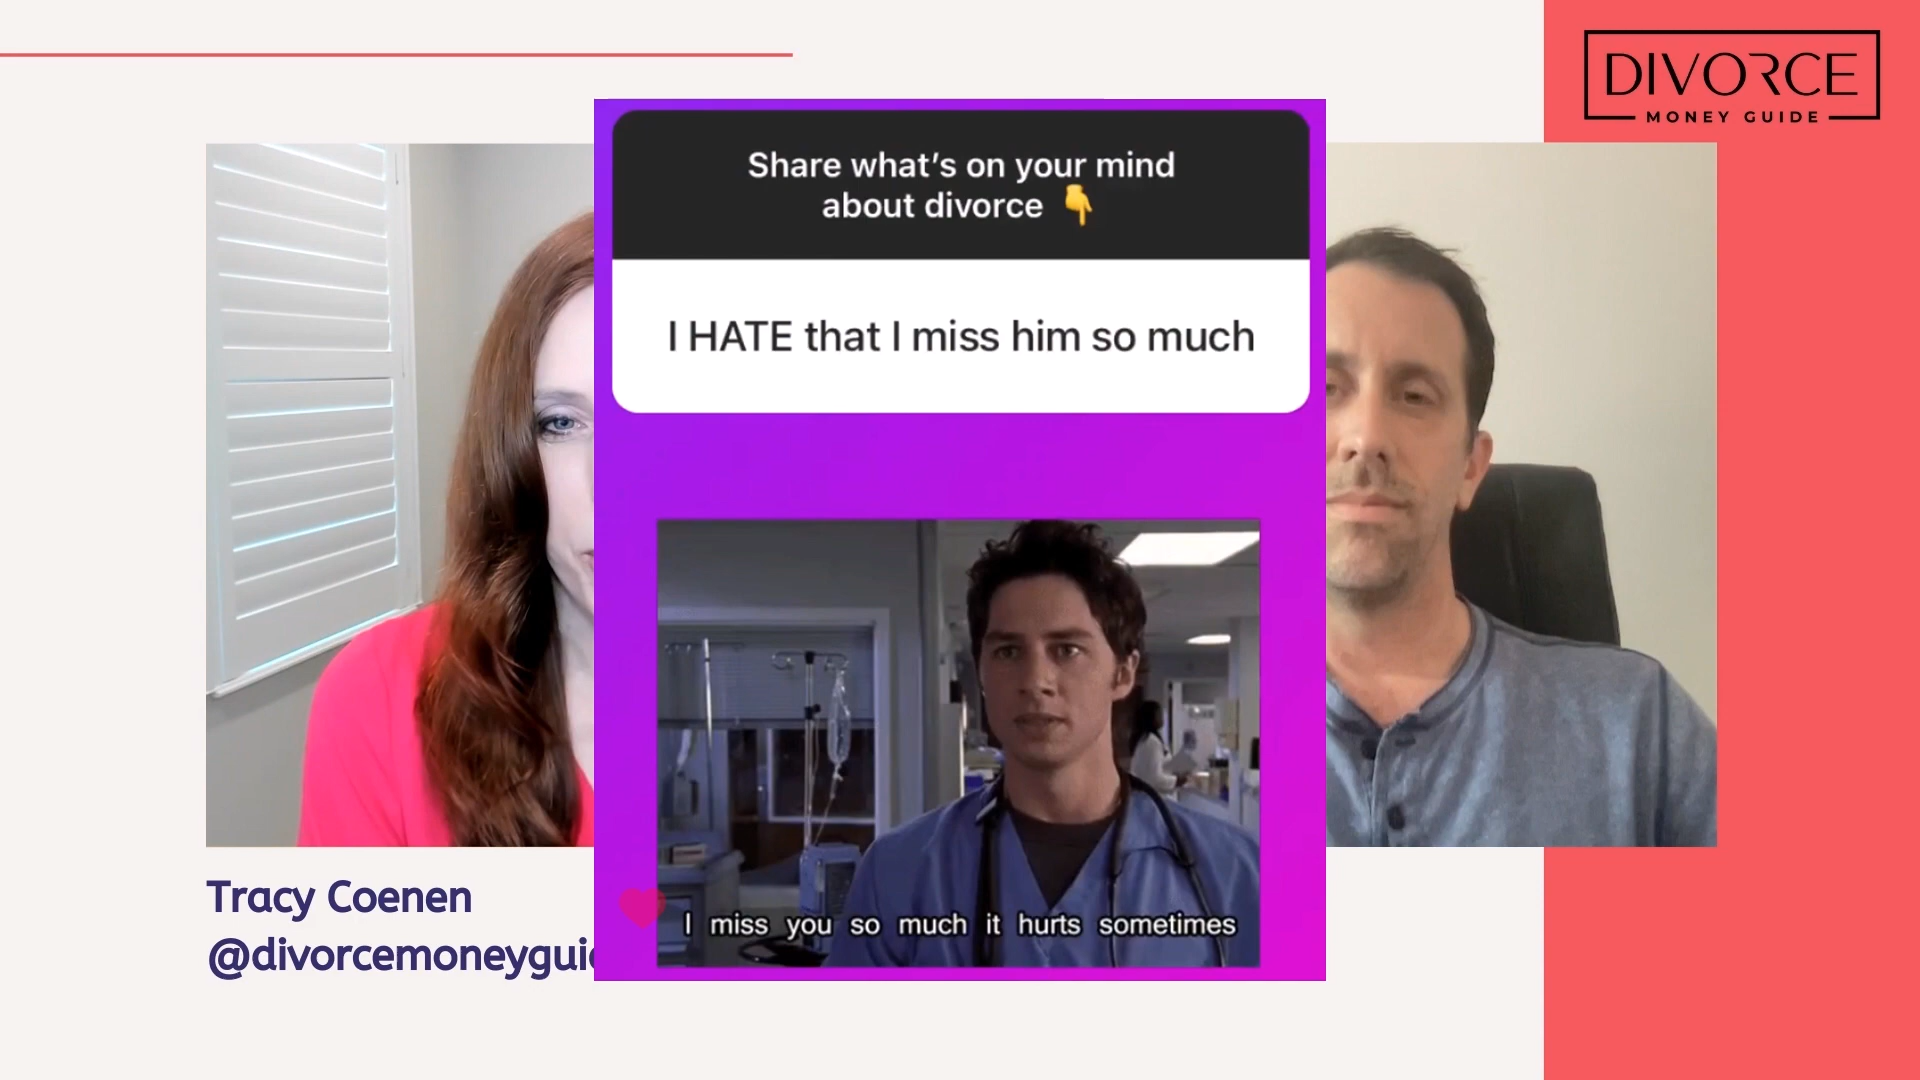 DIVORCE
MONEY GUIDE
Share what's on your mind
about divorce 👇
I HATE that I miss him so much
I miss you so much it hurts sometimes
Tracy Coenen
@divorcemoneygui